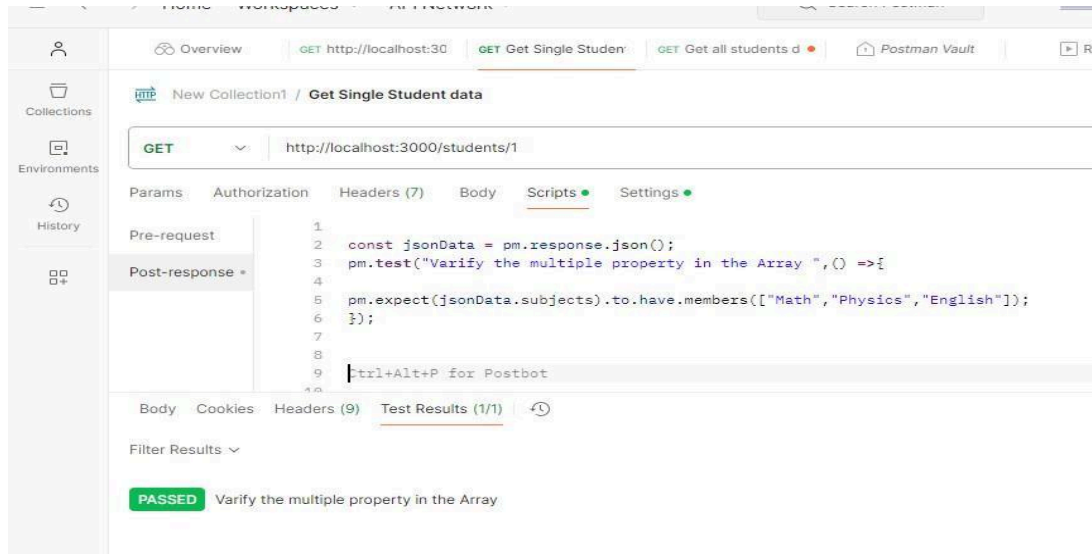 Home Workspaces API Network Search Postman
Overview GET http://localhost:30 GET Get Single Studen GET Get all students d Postman Vault R
Collections
HTTP New Collection1 / Get Single Student data
Environments
GET http://localhost:3000/students/1
History
Params Authorization Headers (7) Body Scripts Settings
Pre-request
Post-response
1
2 const jsonData = pm.response.json();
3 pm.test("Varify the multiple property in the Array ",() =>{
4
5 pm.expect(jsonData.subjects).to.have.members(["Math","Physics","English"]);
6 });
7
8
9 Ctrl+Alt+P for Postbot
10
Body Cookies Headers (9) Test Results (1/1)
Filter Results
PASSED Varify the multiple property in the Array